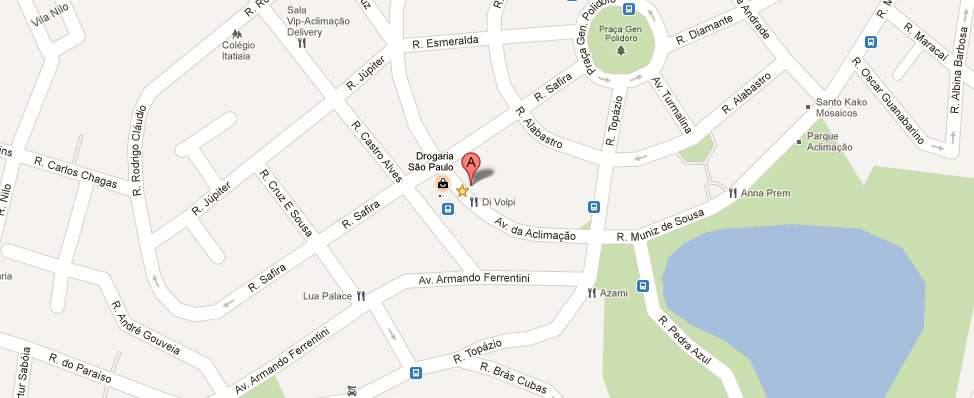 Vila Nilo
Sala
Vip-Aclimação
Delivery
Colégio
Itatiaia
R. Esmeralda
Praça Gen.
Polidoro
Praça Gen. Polidoro
R. Diamante
Andrade
R. Maracaí
R. Albina Barbosa
R. Oscar Guanabarino
R. Júpiter
R. Safira
Av. Turmalina
R. Alabastro
R. Topázio
R. Alabastro
Santo Kako
Mosaicos
Parque
Aclimação
R. Rodrigo Cláudio
R. Castro Alves
R. Carlos Chagas
R. Nilo
R. Júpiter
R. Cruz E Sousa
Drogaria
São Paulo
A
Di Volpi
Anna Prem
R. Safira
Av. da Aclimação
R. Muniz de Sousa
R. Safira
Av. Armando Ferrentini
Lua Palace
Azami
R. André Gouveia
Av. Armando Ferrentini
R. Topázio
R. Pedra Azul
R. do Paraíso
R. Brás Cubas
tur Sabóia